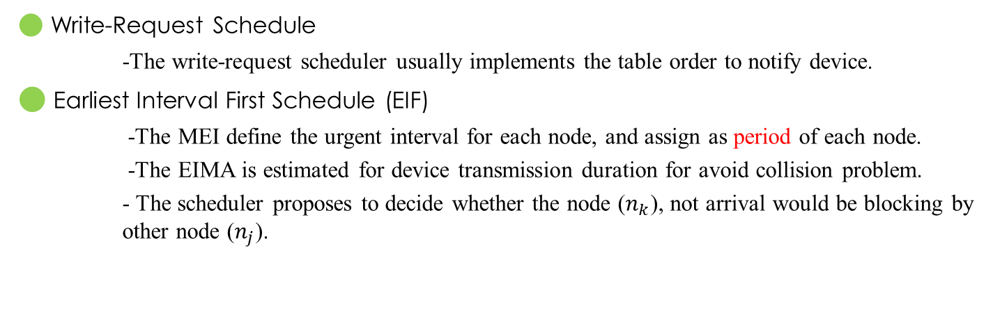 Write-Request Schedule
-The write-request scheduler usually implements the table order to notify device.
Earliest Interval First Schedule (EIF)
-The MEI define the urgent interval for each node, and assign as period of each node.
-The EIMA is estimated for device transmission duration for avoid collision problem.
- The scheduler proposes to decide whether the node (𝑛𝑘), not arrival would be blocking by
other node (𝑛𝑗).